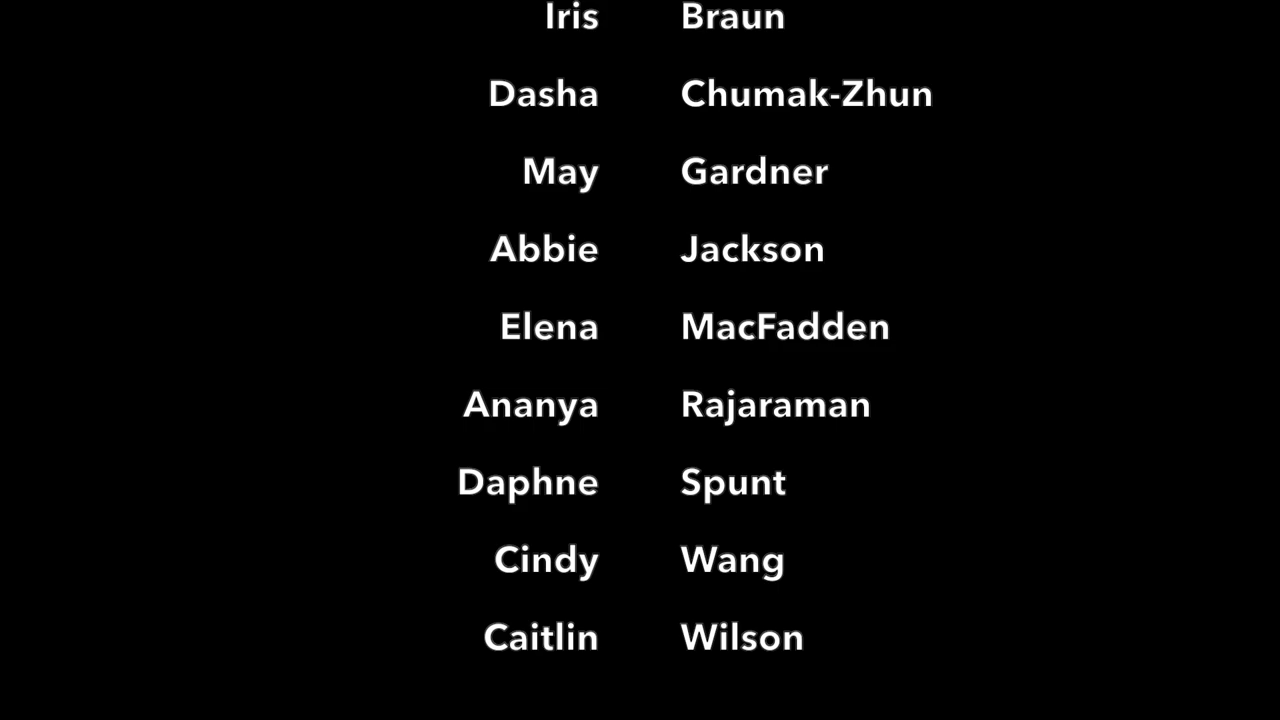 Iris Braun
Dasha Chumak-Zhun
May Gardner
Abbie Jackson
Elena MacFadden
Ananya Rajaraman
Daphne Spunt
Cindy Wang
Caitlin Wilson